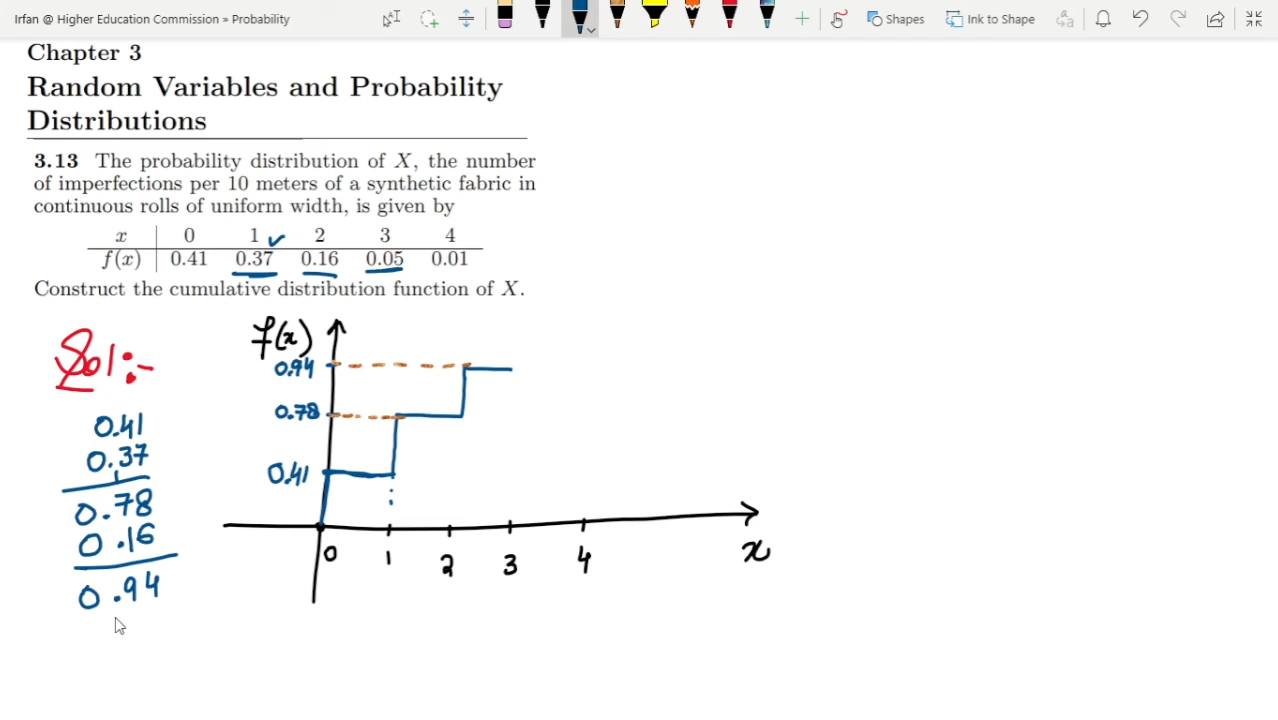 Irfan @ Higher Education Commission » Probability
Shapes
Ink to Shape
Chapter 3
Random Variables and Probability
Distributions
3.13 The probability distribution of X, the number
of imperfections per 10 meters of a synthetic fabric in
continuous rolls of uniform width, is given by
x 0 1 2 3 4
f(x) 0.41 0.37 0.16 0.05 0.01
Construct the cumulative distribution function of X.
Sol:-
f(x)
0.94
0.78
0.41
0 1 2 3 4
x
0.41
0.37
0.78
0.16
0.94